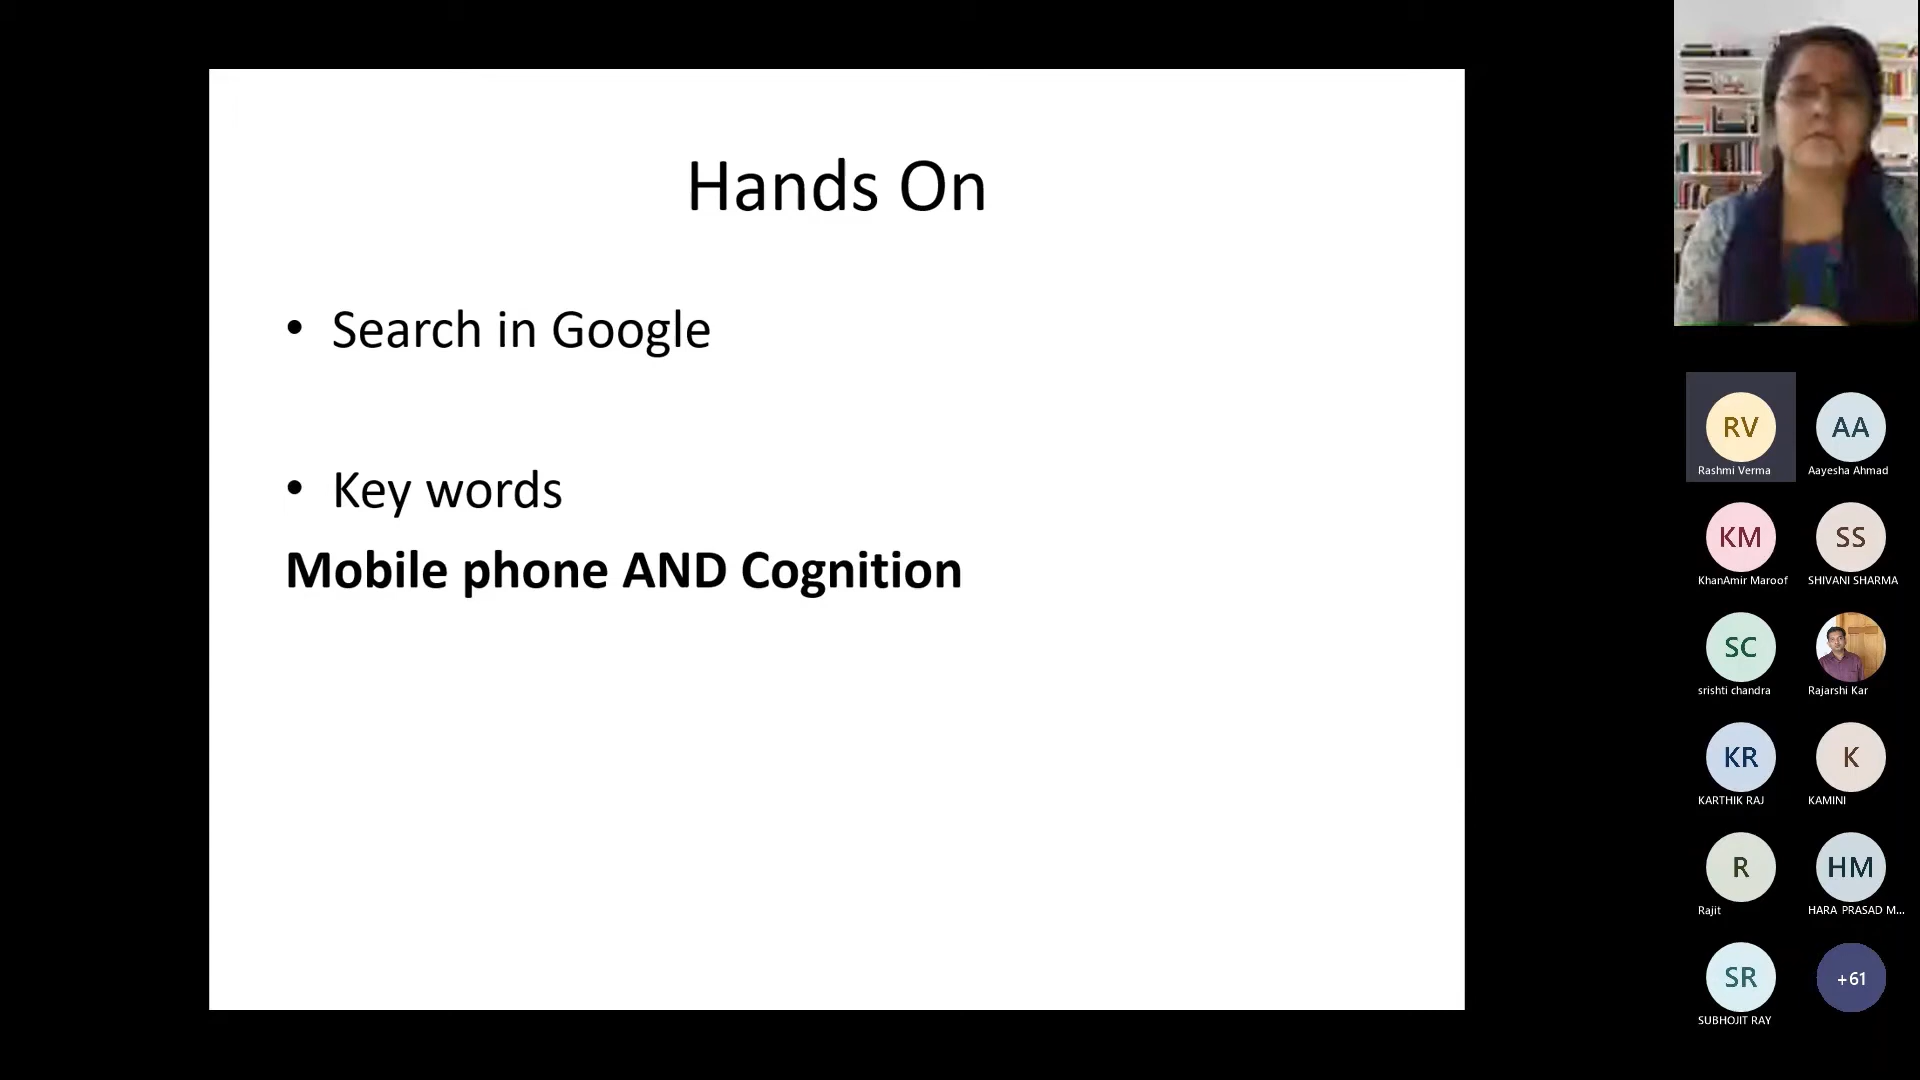 Hands On
• Search in Google
• Key words
Mobile phone AND Cognition
RV
Rashmi Verma
AA
Aayesha Ahmad
KM
KhanAmir Maroof
SS
SHIVANI SHARMA
SC
srishti chandra
Rajarshi Kar
KR
KARTHIK RAJ
K
KAMINI
R
Rajit
HM
HARA PRASAD M...
SR
SUBHOJIT RAY
+61